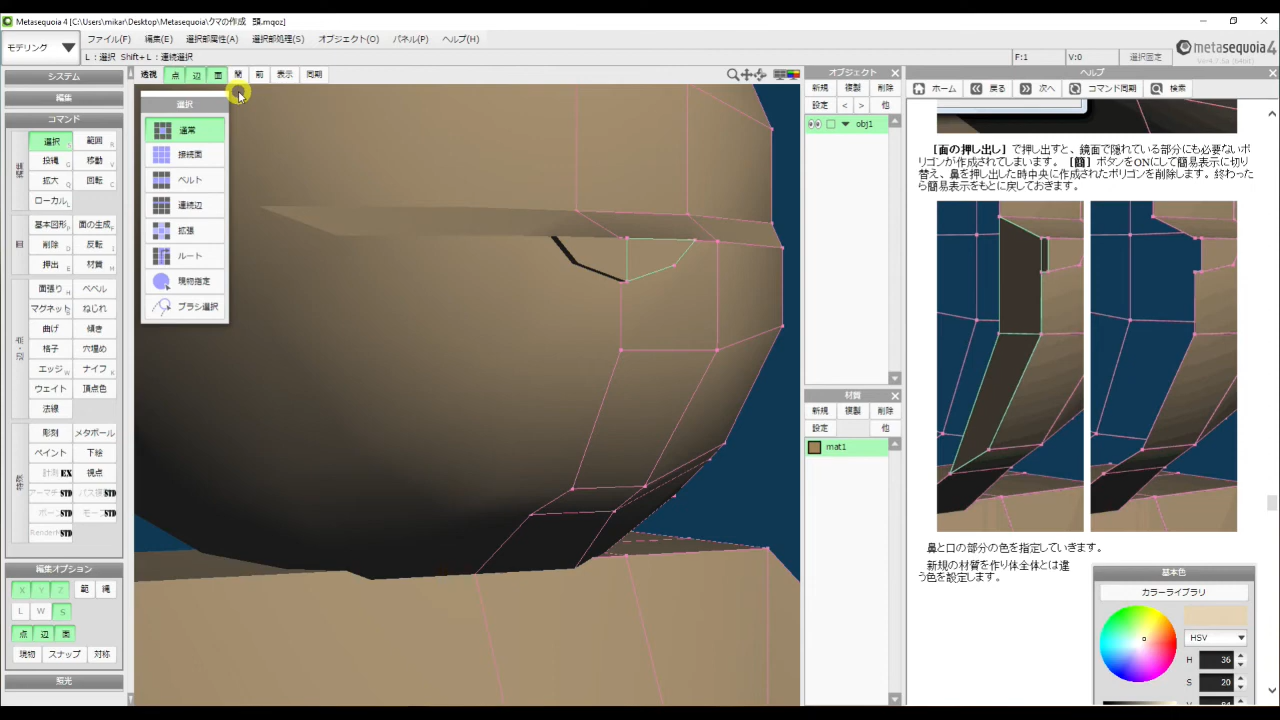 Metasequoia 4 [C:\Users\mikar\Desktop\Metasequoia\クマの作成　頭.mqoz]
モデリング
ファイル(F)
編集(E)
選択部属性(A)
選択部処理(S)
オブジェクト(O)
パネル(P)
ヘルプ(H)
L：選択 Shift+L：連続選択
F:1
V:0
選択固定
metasequoia 4
システム
編集
コマンド
選択
範囲 R
投縄 G
移動 V
拡大 Q
回転 C
ローカル L
基本図形 P
面の生成 F
削除 D
反転 I
押出 E
材質 M
面張り H
ベベル
マグネット S
ねじれ
曲げ
傾き
格子
穴埋め
エッジ W
ナイフ K
ウェイト
頂点色
法線
彫刻
メタボール
ペイント
下絵
計測 EX
視点
STD
STD
STD
STD
STD
編集オプション
X Y Z 範 縄
L W S
点 辺 面
現物 スナップ 対称
照光
透視 点 辺 面 簡 前 表示 同期
選択
通常
接続面
ベルト
連続辺
拡張
ルート
現物指定
ブラシ選択
オブジェクト
新規 複製 削除
設定 < > 他
obj1
材質
新規 複製 削除
設定 他
mat1
ヘルプ
ホーム 戻る 次へ コマンド同期 検索
【面の押し出し】で押し出すと、鏡面で隠れている部分にも必要ないポ
リゴンが作成されてしまいます。【簡】ボタンをONにして簡易表示に切り
替え、鼻を押し出した時中央に作成されたポリゴンを削除します。終わった
ら簡易表示をもとに戻しておきます。
鼻と口の部分の色を指定していきます。
新規の材質を作り体全体とは違
う色を設定します。
基本色
カラーライブラリ
HSV
H 36
S 20